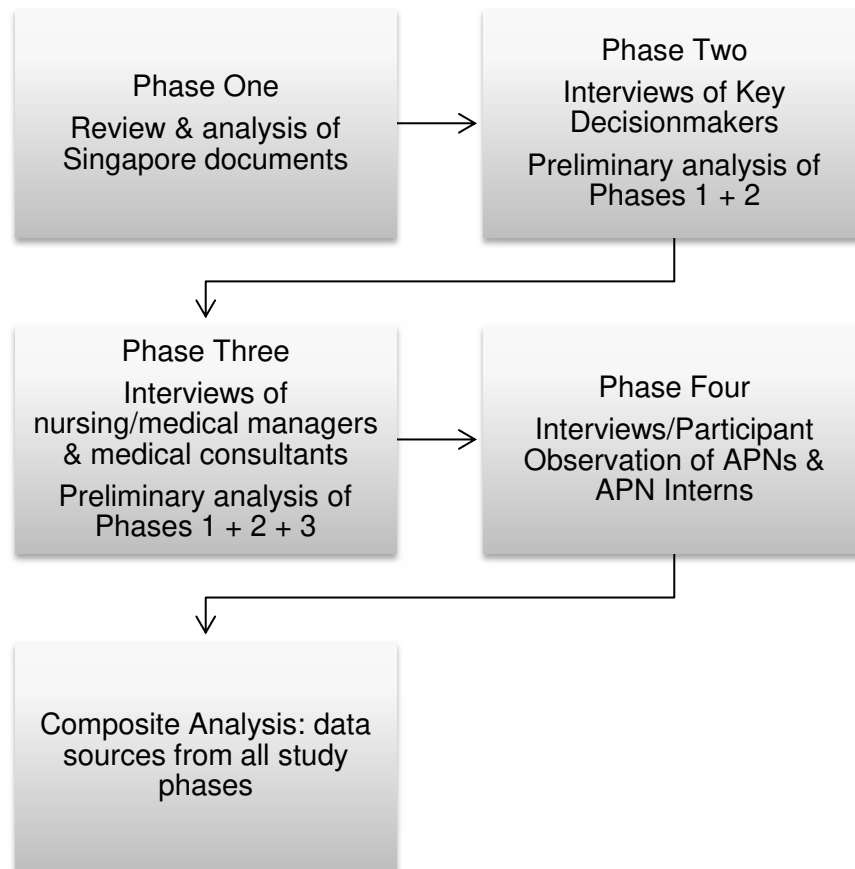 Phase One
Review & analysis of
Singapore documents
Phase Two
Interviews of Key
Decisionmakers
Preliminary analysis of
Phases 1 + 2
Phase Three
Interviews of
nursing/medical managers
& medical consultants
Preliminary analysis of
Phases 1 + 2 + 3
Phase Four
Interviews/Participant
Observation of APNs &
APN Interns
Composite Analysis: data
sources from all study
phases